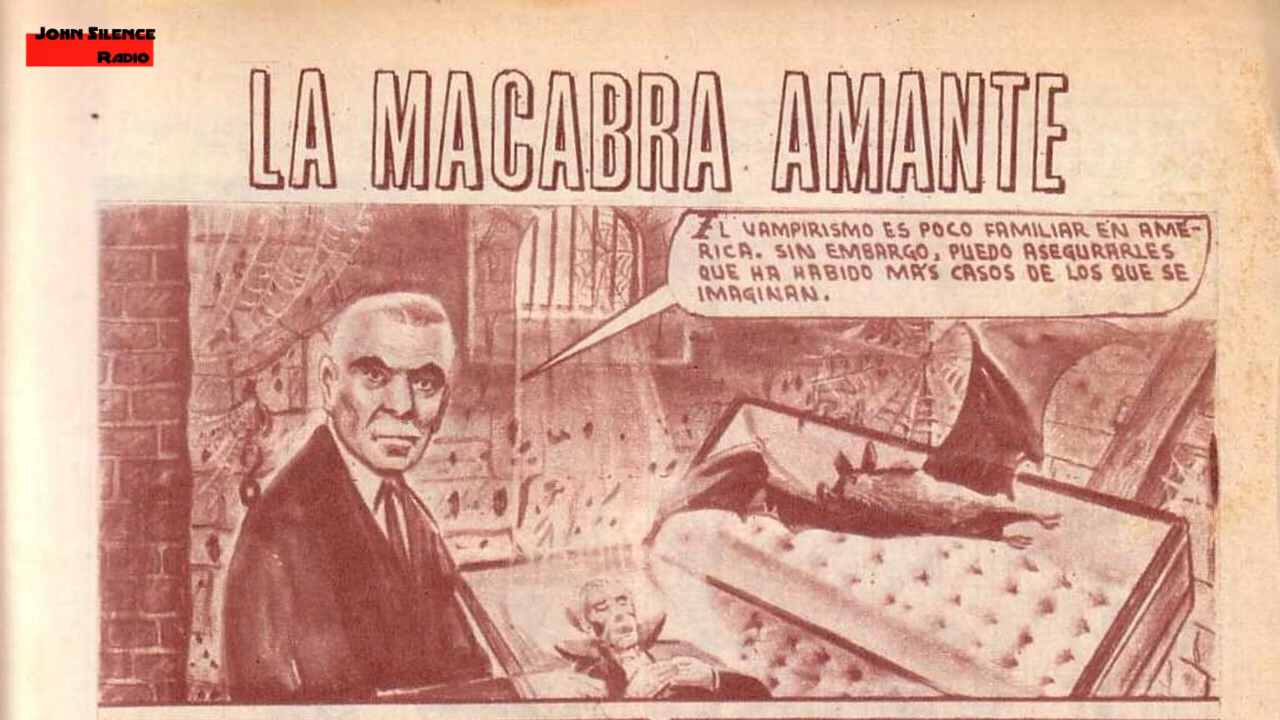 JOHN SILENCE
RADIO
LA MACABRA AMANTE
EL VAMPIRISMO ES POCO FAMILIAR EN AMÉ-
RICA. SIN EMBARGO, PUEDO ASEGURARLES
QUE HA HABIDO MÁS CASOS DE LOS QUE SE
IMAGINAN.